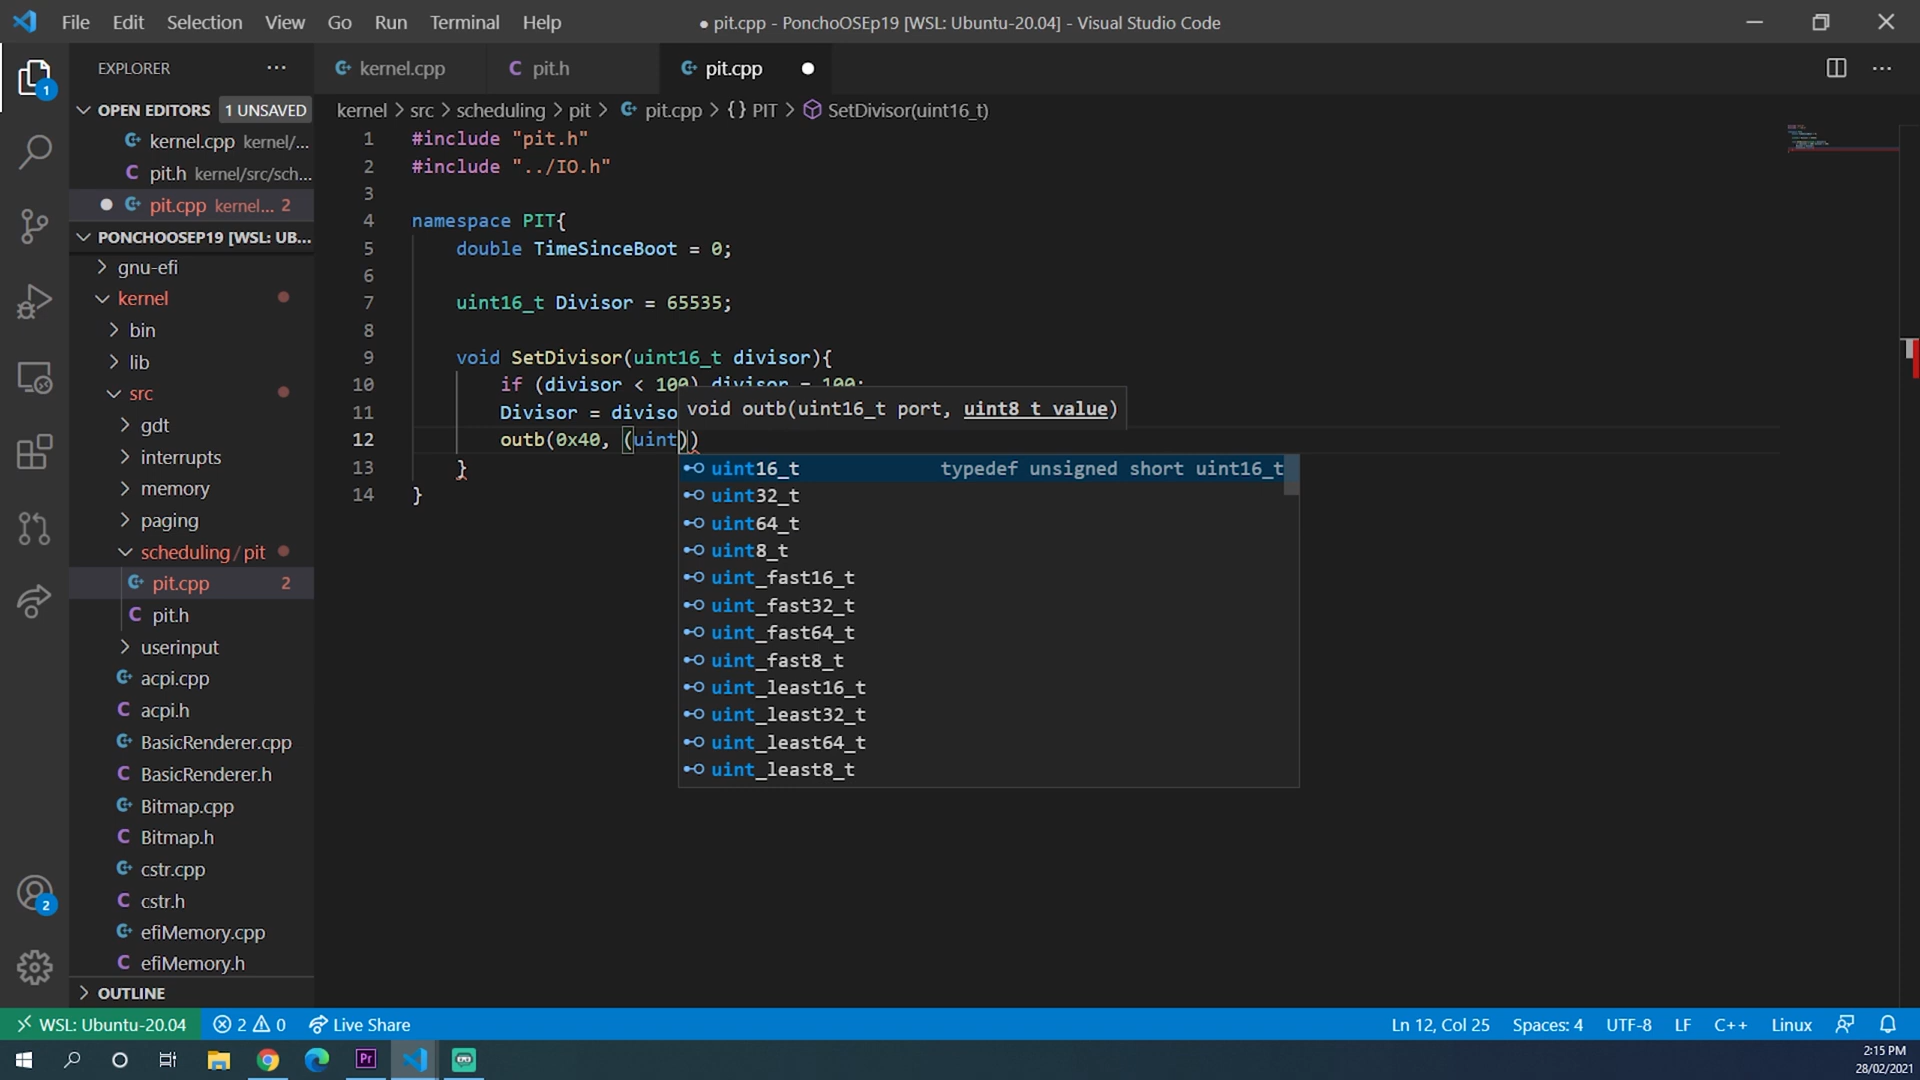 File Edit Selection View Go Run Terminal Help
● pit.cpp - PonchoOSEp19 [WSL: Ubuntu-20.04] - Visual Studio Code
EXPLORER
OPEN EDITORS 1 UNSAVED
kernel.cpp kernel/...
pit.h kernel/src/sch...
pit.cpp kernel... 2
PONCHOOSEP19 [WSL: UB...
gnu-efi
kernel
bin
lib
src
gdt
interrupts
memory
paging
scheduling / pit
pit.cpp 2
pit.h
userinput
acpi.cpp
acpi.h
BasicRenderer.cpp
BasicRenderer.h
Bitmap.cpp
Bitmap.h
cstr.cpp
cstr.h
efiMemory.cpp
efiMemory.h
OUTLINE
1
2
kernel.cpp pit.h pit.cpp
kernel > src > scheduling > pit > pit.cpp > {} PIT > SetDivisor(uint16_t)
1 #include "pit.h"
2 #include "../IO.h"
3
4 namespace PIT{
5 double TimeSinceBoot = 0;
6
7 uint16_t Divisor = 65535;
8
9 void SetDivisor(uint16_t divisor){
10 if (divisor < 100) divisor = 100;
11 Divisor = diviso
12 outb(0x40, (uint))
13 }
14 }
void outb(uint16_t port, uint8_t value)
uint16_t typedef unsigned short uint16_t
uint32_t
uint64_t
uint8_t
uint_fast16_t
uint_fast32_t
uint_fast64_t
uint_fast8_t
uint_least16_t
uint_least32_t
uint_least64_t
uint_least8_t
WSL: Ubuntu-20.04 2 0 Live Share Ln 12, Col 25 Spaces: 4 UTF-8 LF C++ Linux
Pr
2:15 PM
28/02/2021